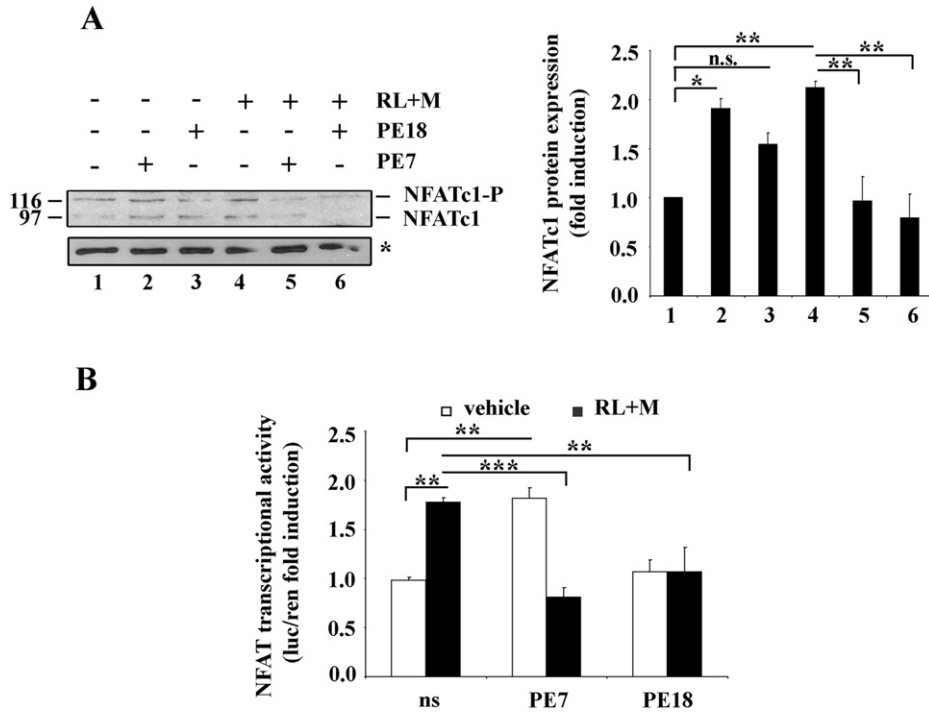 A
- - - + + + RL+M
- - + - - + PE18
- + - - + - PE7
116 NFATc1-P
97 NFATc1
*
1 2 3 4 5 6
NFATc1 protein expression
(fold induction)
2.5
2.0
1.5
1.0
0.5
0.0
**
n.s.
*
**
**
1 2 3 4 5 6
B
vehicle RL+M
NFAT transcriptional activity
(luc/ren fold induction)
2.5
2.0
1.5
1.0
0.5
0.0
**
**
***
**
ns PE7 PE18